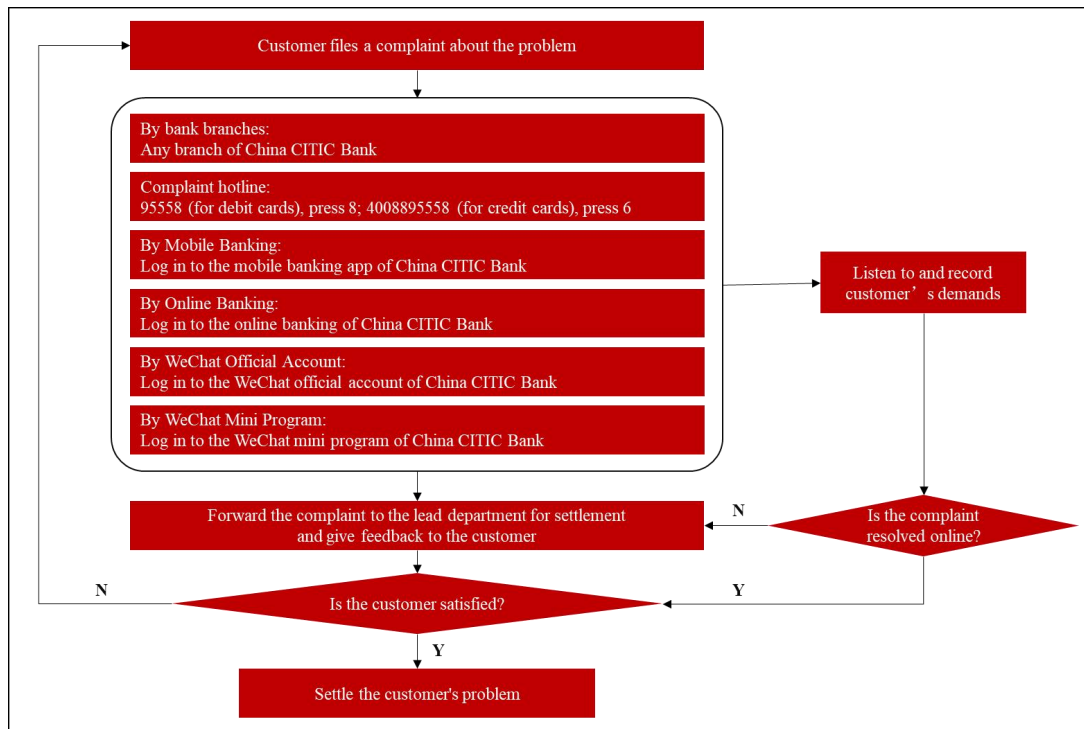 Customer files a complaint about the problem
By bank branches:
Any branch of China CITIC Bank
Complaint hotline:
95558 (for debit cards), press 8; 4008895558 (for credit cards), press 6
By Mobile Banking:
Log in to the mobile banking app of China CITIC Bank
By Online Banking:
Log in to the online banking of China CITIC Bank
By WeChat Official Account:
Log in to the WeChat official account of China CITIC Bank
By WeChat Mini Program:
Log in to the WeChat mini program of China CITIC Bank
Listen to and record
customer’s demands
Forward the complaint to the lead department for settlement
and give feedback to the customer
N
Is the complaint
resolved online?
N
Is the customer satisfied?
Y
Y
Settle the customer's problem